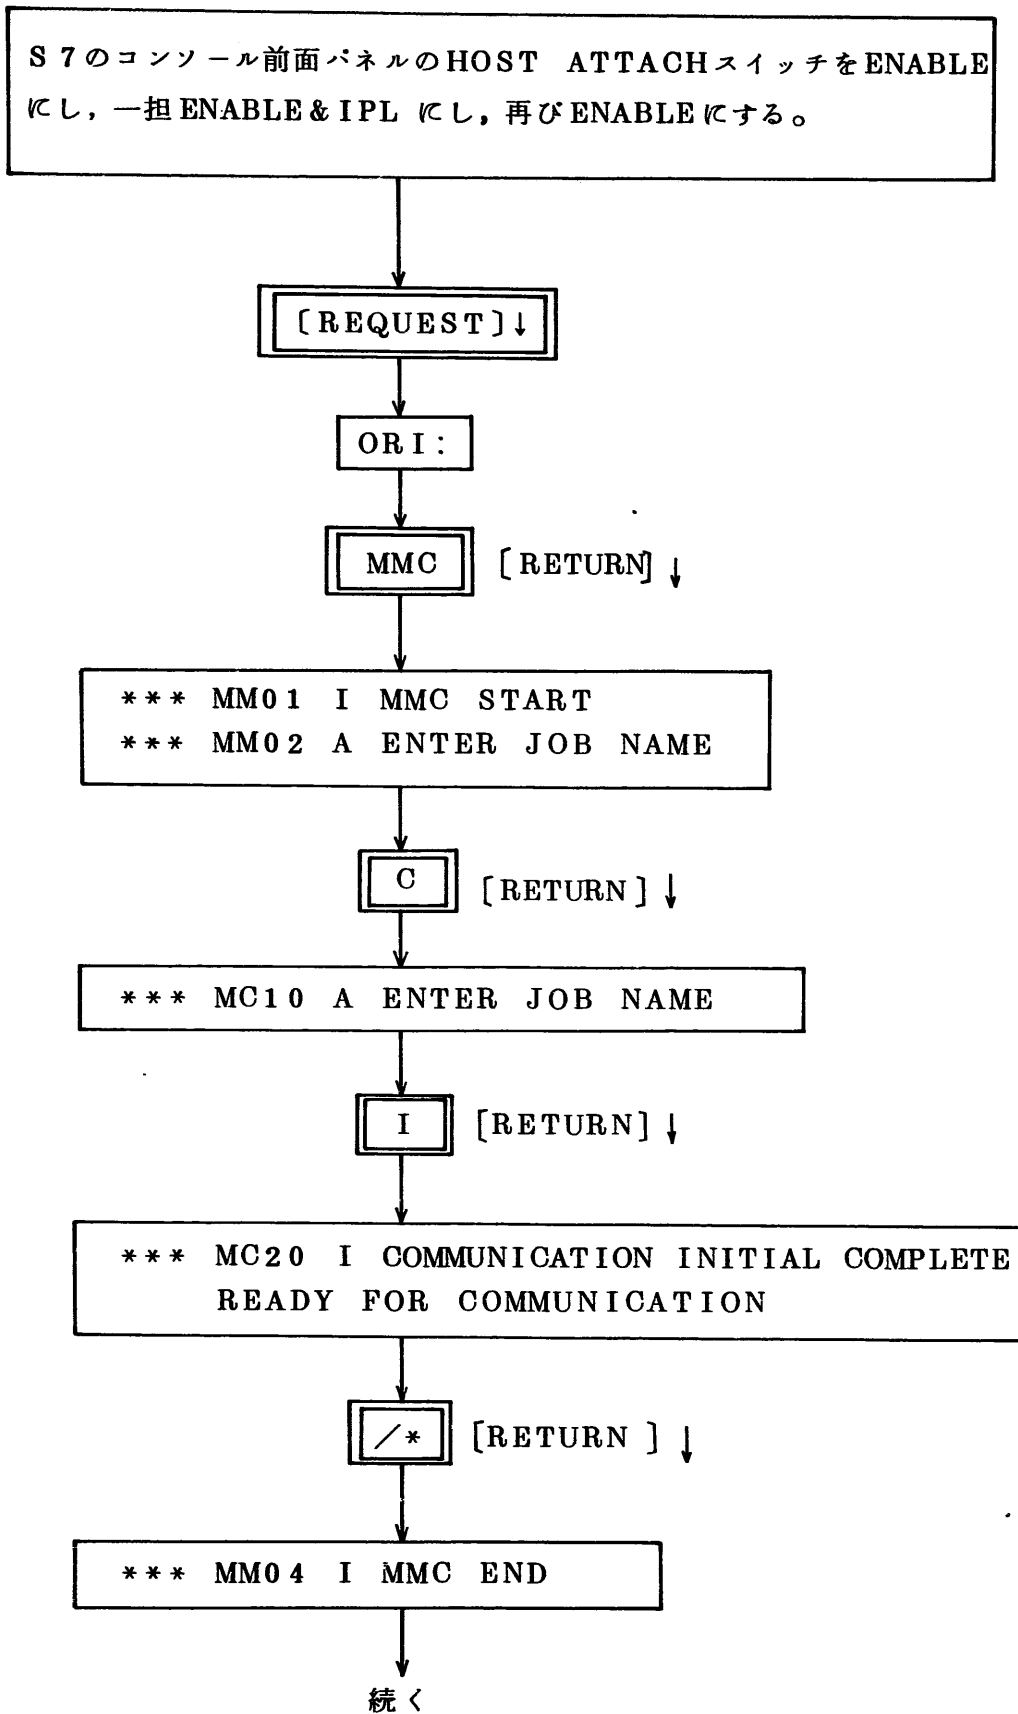 S7のコンソール前面パネルのHOST ATTACHスイッチをENABLE
にし，一担ENABLE&IPLにし，再びENABLEにする。
〔REQUEST〕↓
ORI:
MMC 〔RETURN〕↓
*** MM01 I MMC START
*** MM02 A ENTER JOB NAME
C 〔RETURN〕↓
*** MC10 A ENTER JOB NAME
I 〔RETURN〕↓
*** MC20 I COMMUNICATION INITIAL COMPLETE
READY FOR COMMUNICATION
/* 〔RETURN〕↓
*** MM04 I MMC END
続く